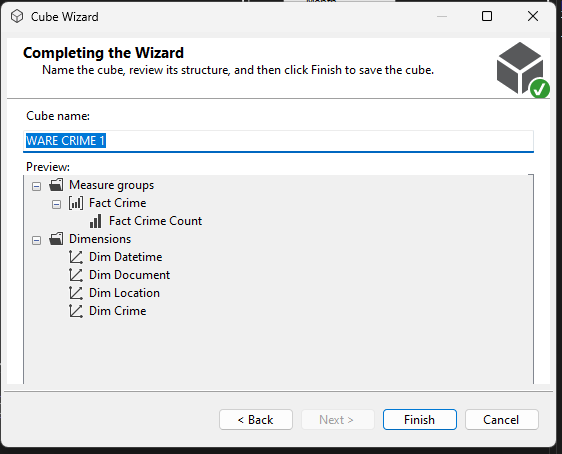 Cube Wizard
Completing the Wizard
Name the cube, review its structure, and then click Finish to save the cube.
Cube name:
WARE CRIME 1
Preview:
Measure groups
Fact Crime
Fact Crime Count
Dimensions
Dim Datetime
Dim Document
Dim Location
Dim Crime
< Back
Next >
Finish
Cancel